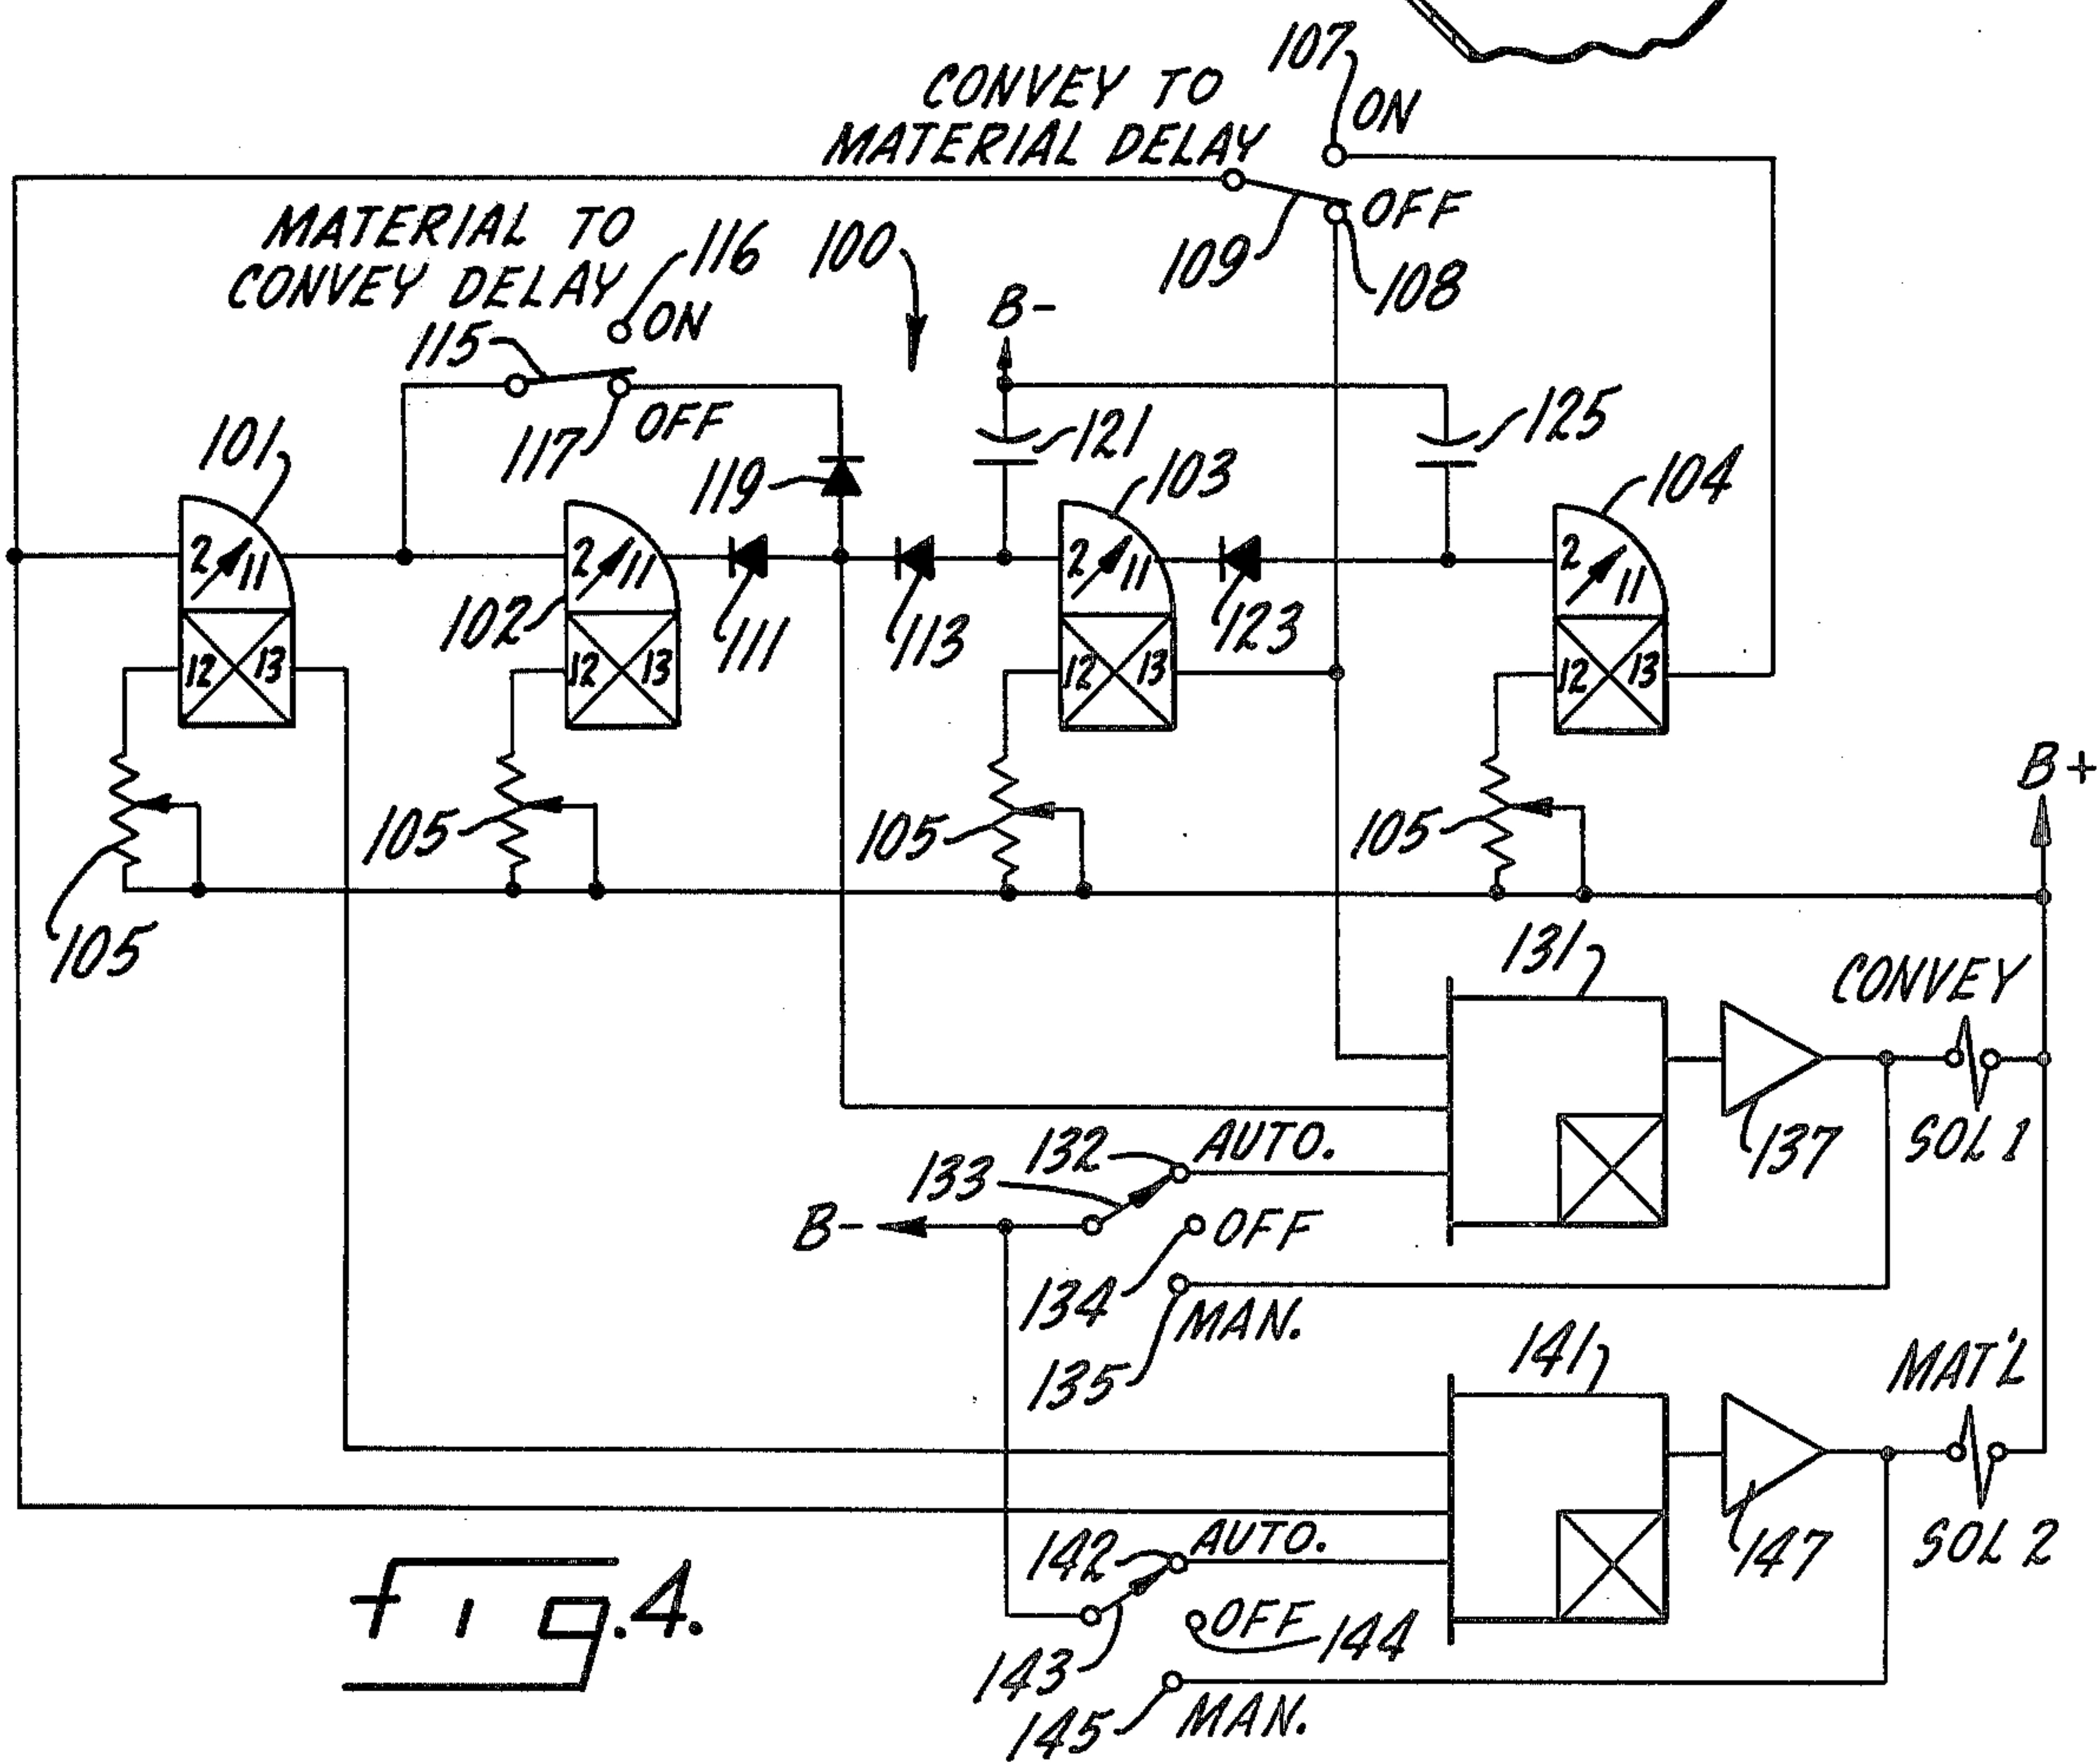 107
CONVEY TO
MATERIAL DELAY
ON
OFF
109
108
MATERIAL TO
CONVEY DELAY
116
ON
100
B-
115
117
OFF
101
119
121
103
125
104
2
11
12
13
2
11
12
13
102
111
113
2
11
12
13
123
2
11
12
13
105
105
105
105
B+
131
CONVEY
137
SOL 1
132
AUTO.
133
B-
OFF
134
MAN.
135
141
MAT'L
147
SOL 2
142
AUTO.
143
OFF
144
145
MAN.
Fig.4.